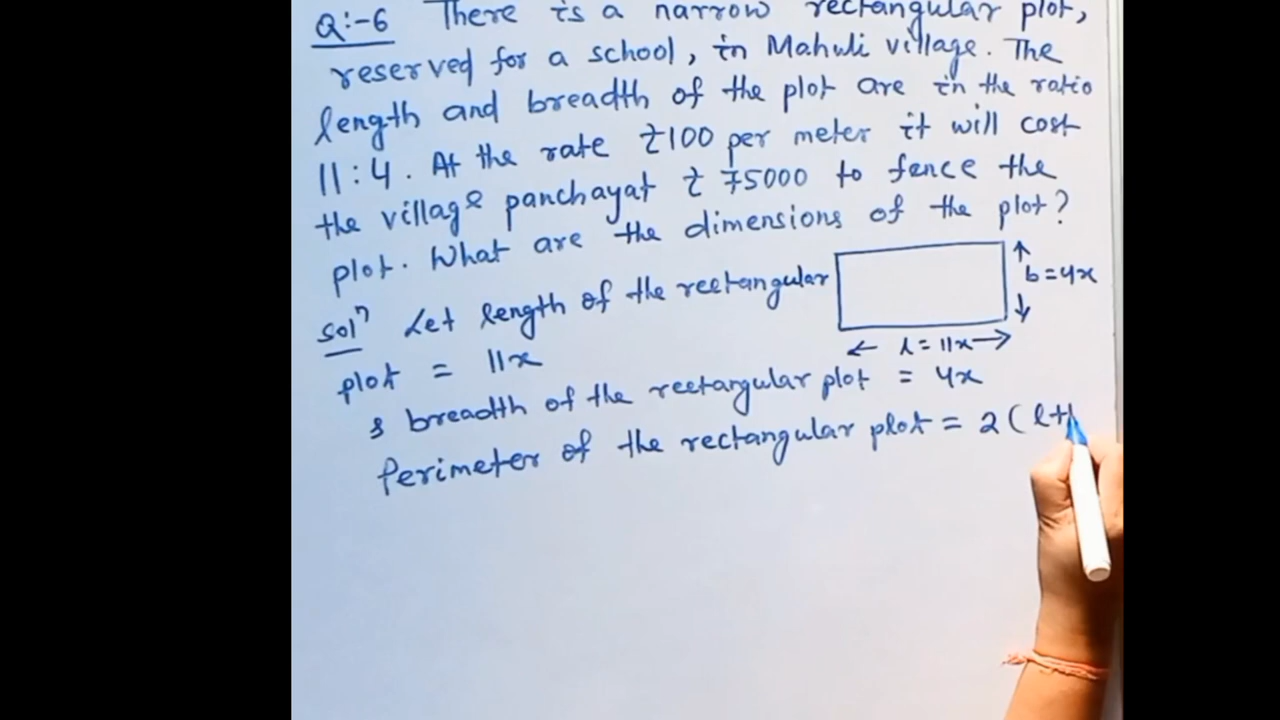 Q:-6 There is a narrow rectangular plot,
reserved for a school, in Mahuli village. The
length and breadth of the plot are in the ratio
11:4. At the rate ₹100 per meter it will cost
the village panchayat ₹ 75000 to fence the
plot. What are the dimensions of the plot?
Solⁿ Let length of the rectangular
plot = 11x
& breadth of the rectangular plot = 4x
Perimeter of the rectangular plot = 2(l+
b=4x
l=11x